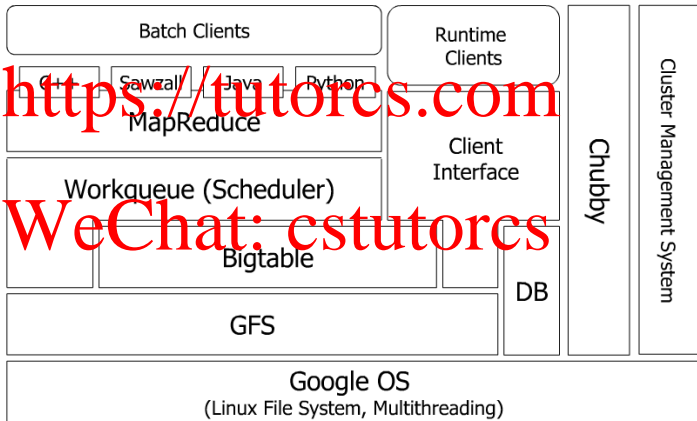 Batch Clients
Runtime
Clients
C++
Sawzall
Java
Python
https://tutorcs.com
MapReduce
Client
Interface
Workqueue (Scheduler)
WeChat: cstutorcs
Bigtable
DB
GFS
Chubby
Cluster Management System
Google OS
(Linux File System, Multithreading)